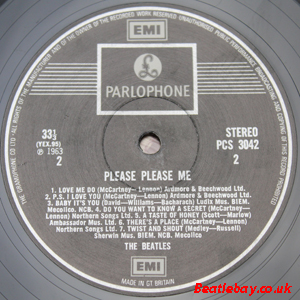 EMI
PARLOPHONE
33⅓
(YEX.95)
℗ 1963
2
STEREO
PCS 3042
2
PLEASE PLEASE ME
1. LOVE ME DO (McCartney—Lennon) Ardmore & Beechwood Ltd.
2. P.S. I LOVE YOU (McCartney—Lennon) Ardmore & Beechwood Ltd.
3. BABY IT'S YOU (David—Williams—Bacharach) Ludix Mus. BIEM.
Mecolico. NCB. 4. DO YOU WANT TO KNOW A SECRET (McCartney—
Lennon) Northern Songs Ltd. 5. A TASTE OF HONEY (Scott—Marlow)
Ambassador Mus. Ltd. 6. THERE'S A PLACE (McCartney—Lennon)
Northern Songs Ltd. 7. TWIST AND SHOUT (Medley—Russell)
Sherwin Mus. BIEM. NCB. Mecolico
THE BEATLES
EMI
MADE IN GT BRITAIN
Beatlebay.co.uk